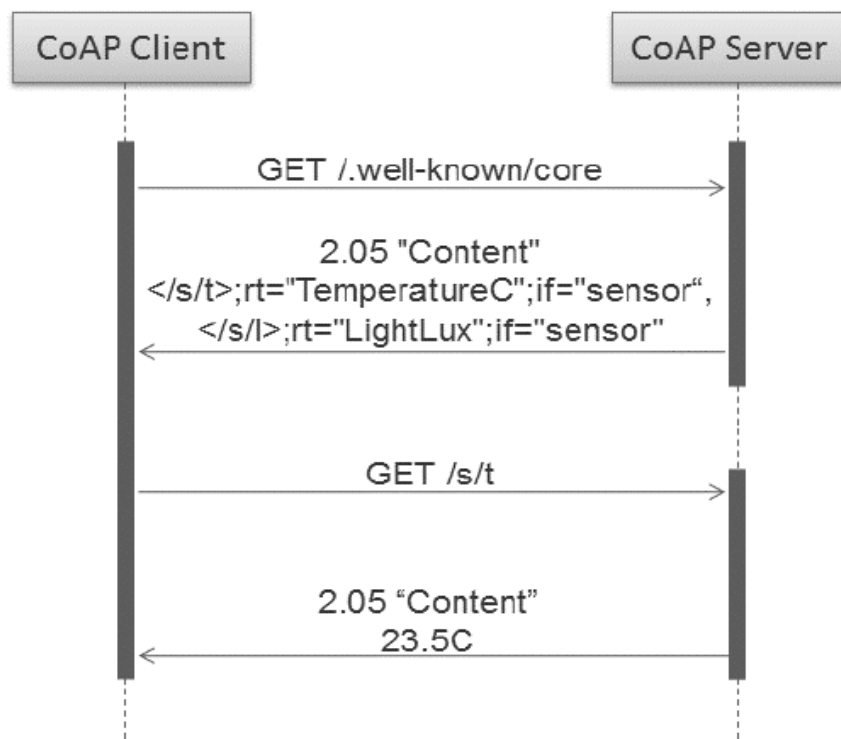 CoAP Client
CoAP Server
GET /.well-known/core
2.05 "Content"
</s/t>;rt="TemperatureC";if="sensor“,
</s/l>;rt="LightLux";if="sensor"
GET /s/t
2.05 “Content”
23.5C